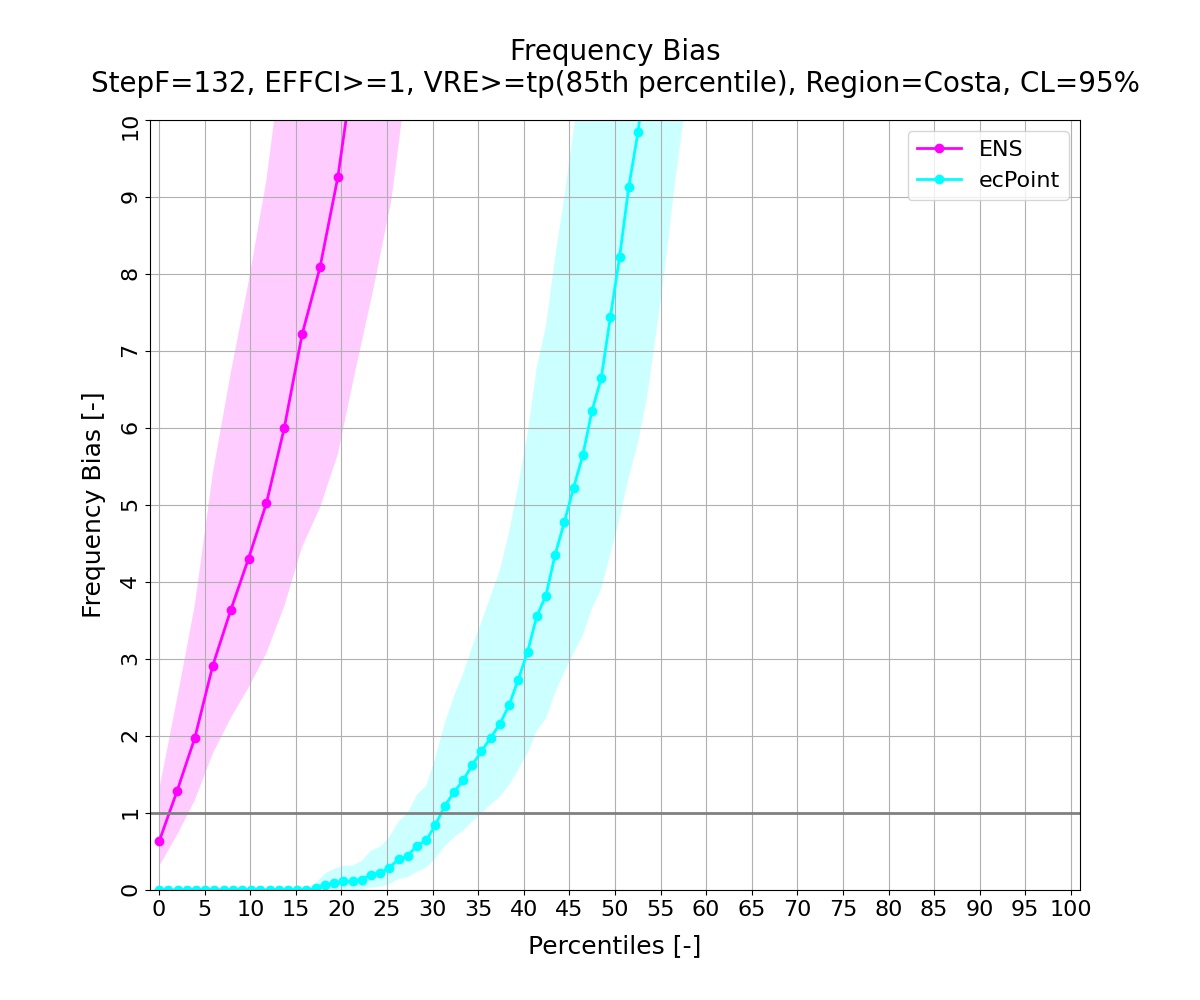 Frequency Bias
StepF=132, EFFCI>=1, VRE>=tp(85th percentile), Region=Costa, CL=95%
ENS
ecPoint
Frequency Bias [-]
10
9
8
7
6
5
4
3
2
1
0
0 5 10 15 20 25 30 35 40 45 50 55 60 65 70 75 80 85 90 95 100
Percentiles [-]